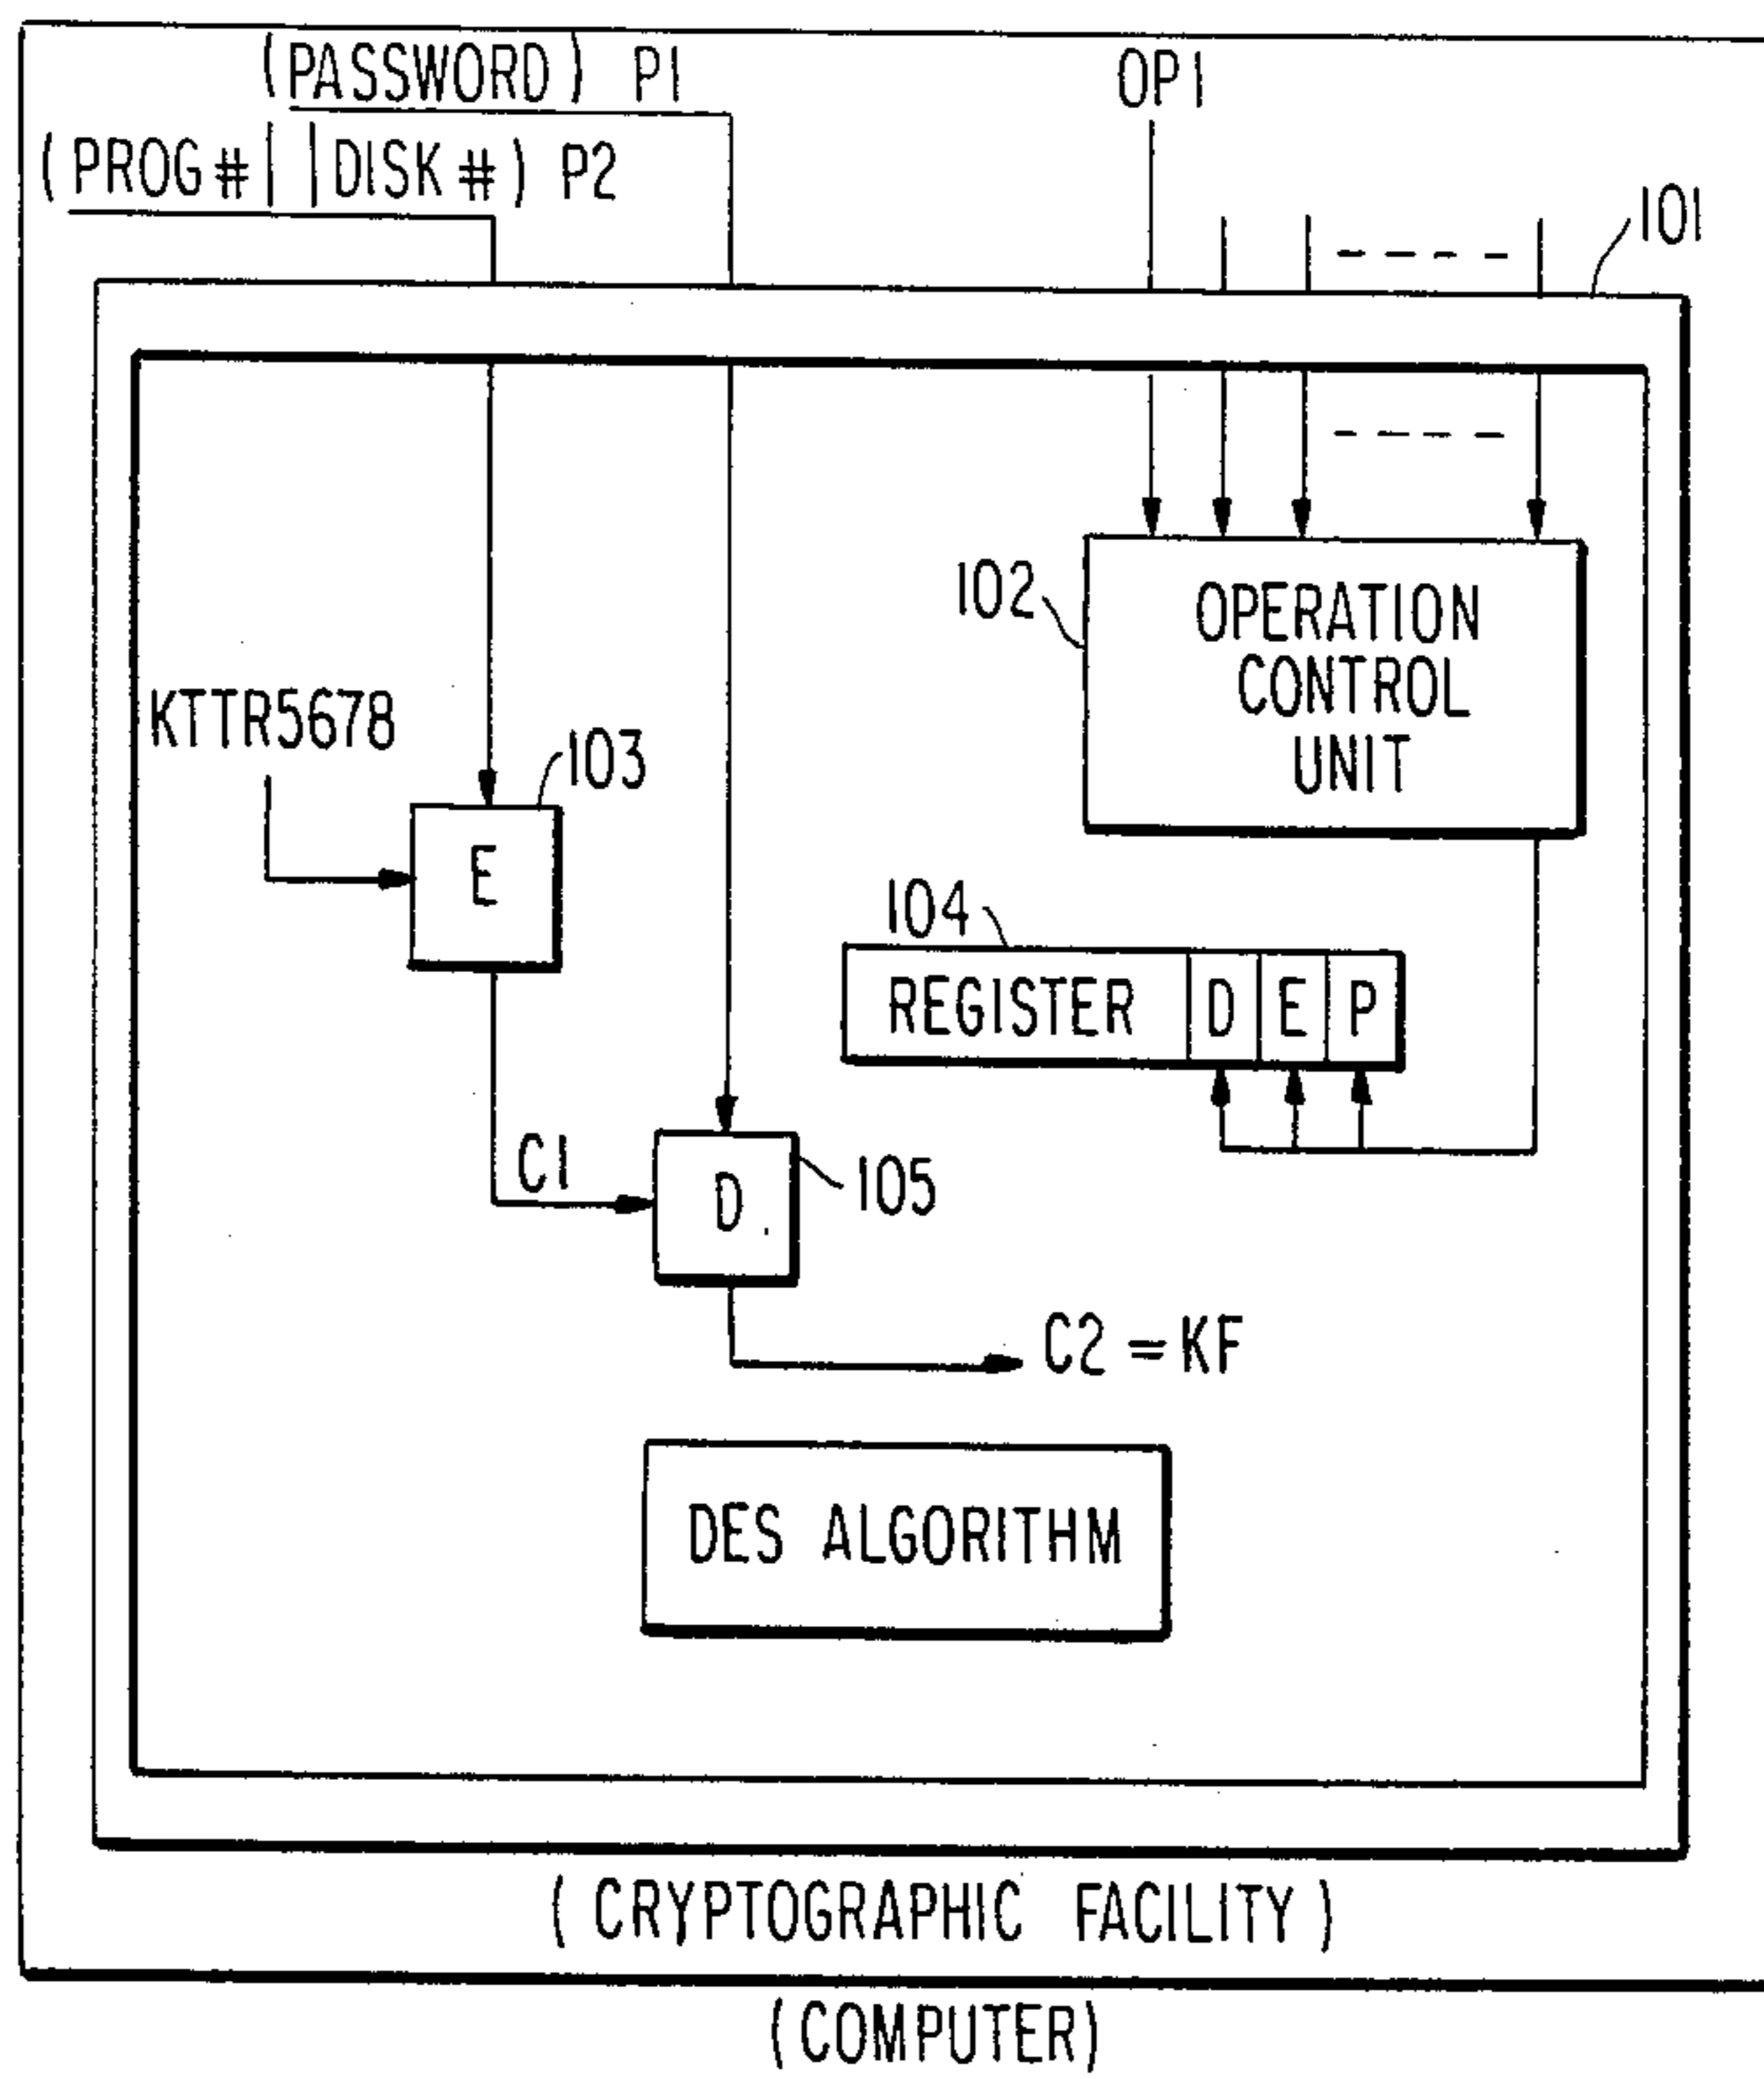 (PASSWORD) P1
OP1
(PROG#||DISK#) P2
101
102
OPERATION
CONTROL
UNIT
KTTR5678
103
E
104
REGISTER D E P
C1
D
105
C2 = KF
DES ALGORITHM
(CRYPTOGRAPHIC FACILITY)
(COMPUTER)